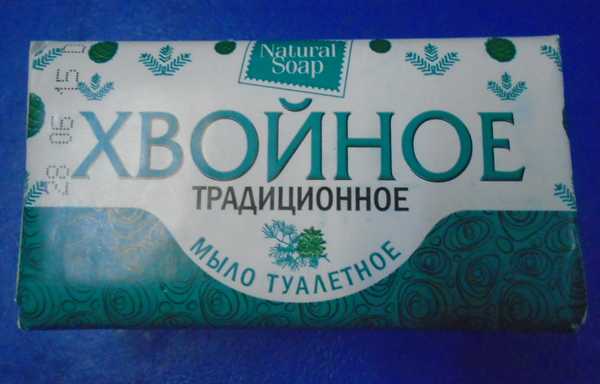 Natural
Soap
28 06 15
ХВОЙНОЕ
ТРАДИЦИОННОЕ
МЫЛО ТУАЛЕТНОЕ